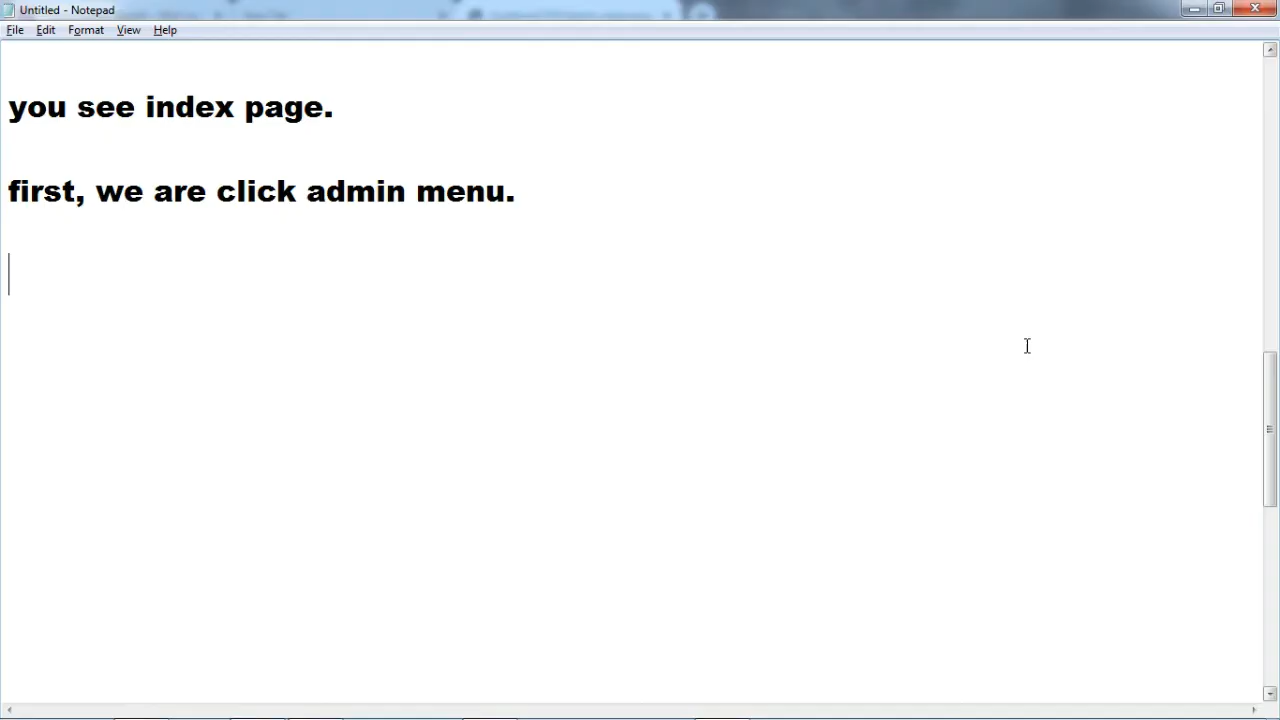 Untitled - Notepad
File Edit Format View Help
you see index page.
first, we are click admin menu.